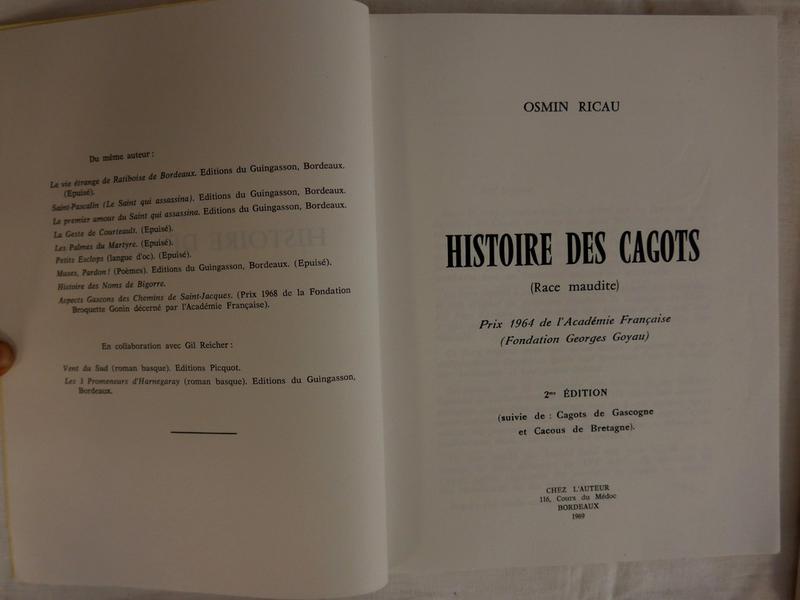 Du même auteur :
La vie étrange de Ratiboise de Bordeaux. Editions du Guingasson, Bordeaux.
(Epuisé).
Saint-Pascalin (Le Saint qui assassina). Editions du Guingasson, Bordeaux.
Le premier amour du Saint qui assassina. Editions du Guingasson, Bordeaux.
La Geste de Courteault. (Epuisé).
Les Palmes du Martyre. (Epuisé).
Petits Esclops (langue d'oc). (Epuisé).
Muses, Pardon ! (Poèmes). Editions du Guingasson, Bordeaux. (Epuisé).
Histoire des Noms de Bigorre.
Aspects Gascons des Chemins de Saint-Jacques. (Prix 1968 de la Fondation
Broquette Gonin décerné par l'Académie Française).
En collaboration avec Gil Reicher :
Vent du Sud (roman basque). Editions Picquot.
Les 3 Promeneurs d'Harnegaray (roman basque). Editions du Guingasson,
Bordeaux.
OSMIN RICAU
HISTOIRE DES CAGOTS
(Race maudite)
Prix 1964 de l'Académie Française
(Fondation Georges Goyau)
2me ÉDITION
(suivie de : Cagots de Gascogne
et Cacous de Bretagne).
CHEZ L'AUTEUR
116, Cours du Médoc
BORDEAUX
1969